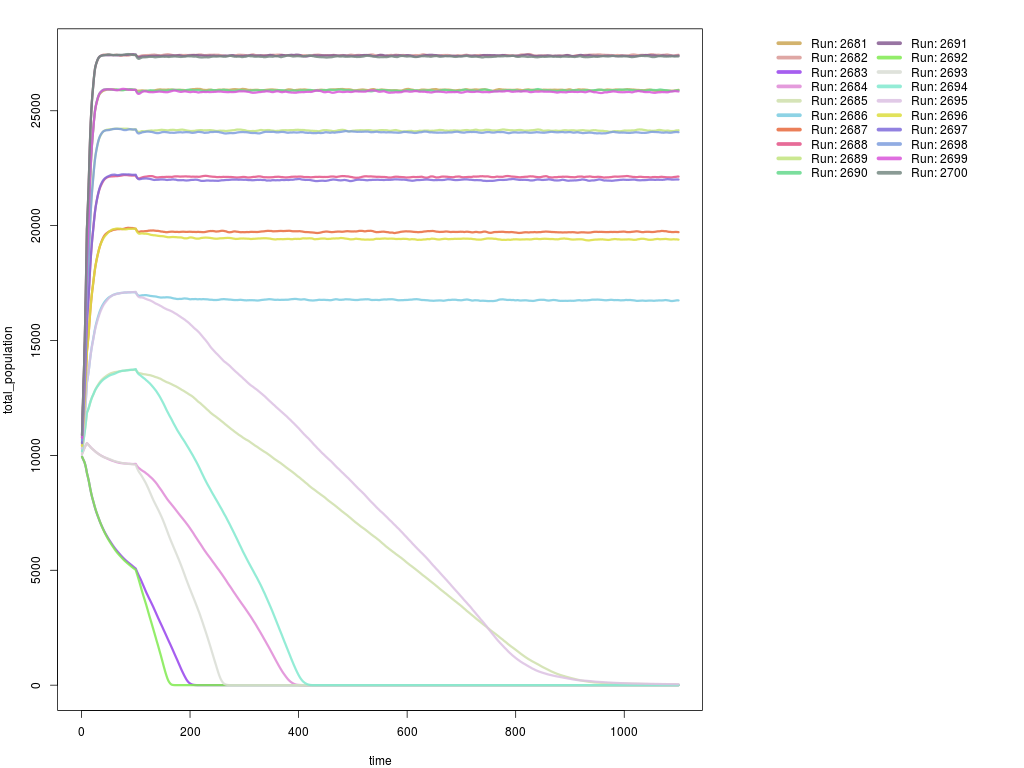 total_population
25000
20000
15000
10000
5000
0
0 200 400 600 800 1000
time
Run: 2681 Run: 2691
Run: 2682 Run: 2692
Run: 2683 Run: 2693
Run: 2684 Run: 2694
Run: 2685 Run: 2695
Run: 2686 Run: 2696
Run: 2687 Run: 2697
Run: 2688 Run: 2698
Run: 2689 Run: 2699
Run: 2690 Run: 2700